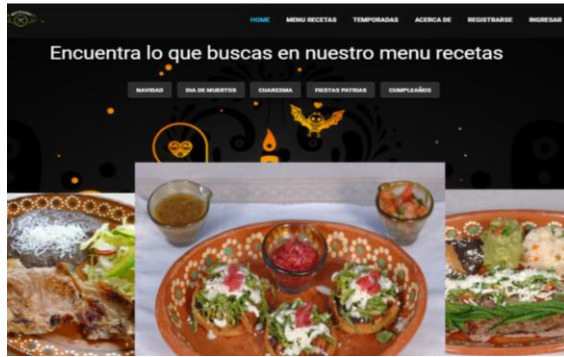 HOME MENU RECETAS TEMPORADAS ACERCA DE REGISTRARSE INGRESAR
Encuentra lo que buscas en nuestro menu recetas
NAVIDAD DIA DE MUERTOS CUARESMA FIESTAS PATRIAS CUMPLEAÑOS